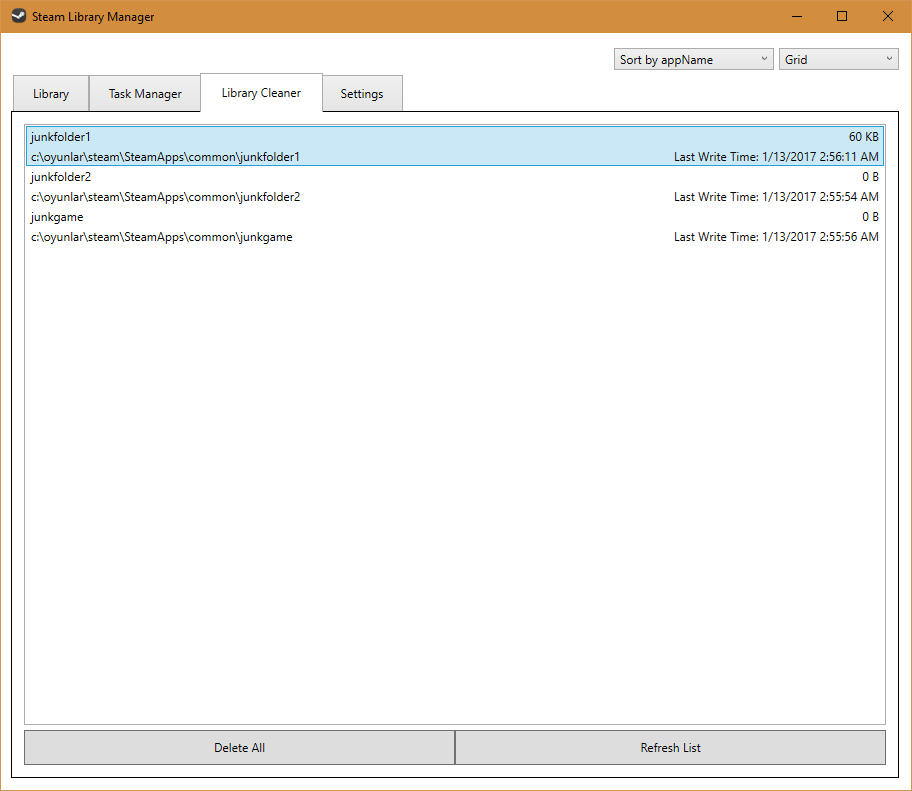 Steam Library Manager
Sort by appName Grid
Library Task Manager Library Cleaner Settings
junkfolder1 60 KB
c:\oyunlar\steam\SteamApps\common\junkfolder1 Last Write Time: 1/13/2017 2:56:11 AM
junkfolder2 0 B
c:\oyunlar\steam\SteamApps\common\junkfolder2 Last Write Time: 1/13/2017 2:55:54 AM
junkgame 0 B
c:\oyunlar\steam\SteamApps\common\junkgame Last Write Time: 1/13/2017 2:55:56 AM
Delete All Refresh List